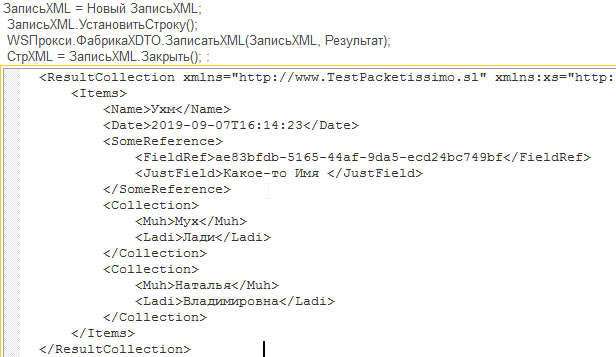 ЗаписьXML = Новый ЗаписьXML;
ЗаписьXML.УстановитьСтроку();
WSПрокси.ФабрикаXDTO.ЗаписатьXML(ЗаписьXML, Результат);
СтрXML = ЗаписьXML.Закрыть(); :
<ResultCollection xmlns="http://www.TestPacketissimo.sl" xmlns:xs="http:
<Items>
<Name>Ухм</Name>
<Date>2019-09-07T16:14:23</Date>
<SomeReference>
<FieldRef>ae83bfdb-5165-44af-9da5-ecd24bc749bf</FieldRef>
<JustField>Какое-то Имя </JustField>
</SomeReference>
<Collection>
<Muh>Мух</Muh>
<Ladi>Лади</Ladi>
</Collection>
<Collection>
<Muh>Наталья</Muh>
<Ladi>Владимировна</Ladi>
</Collection>
</Items>
</ResultCollection>